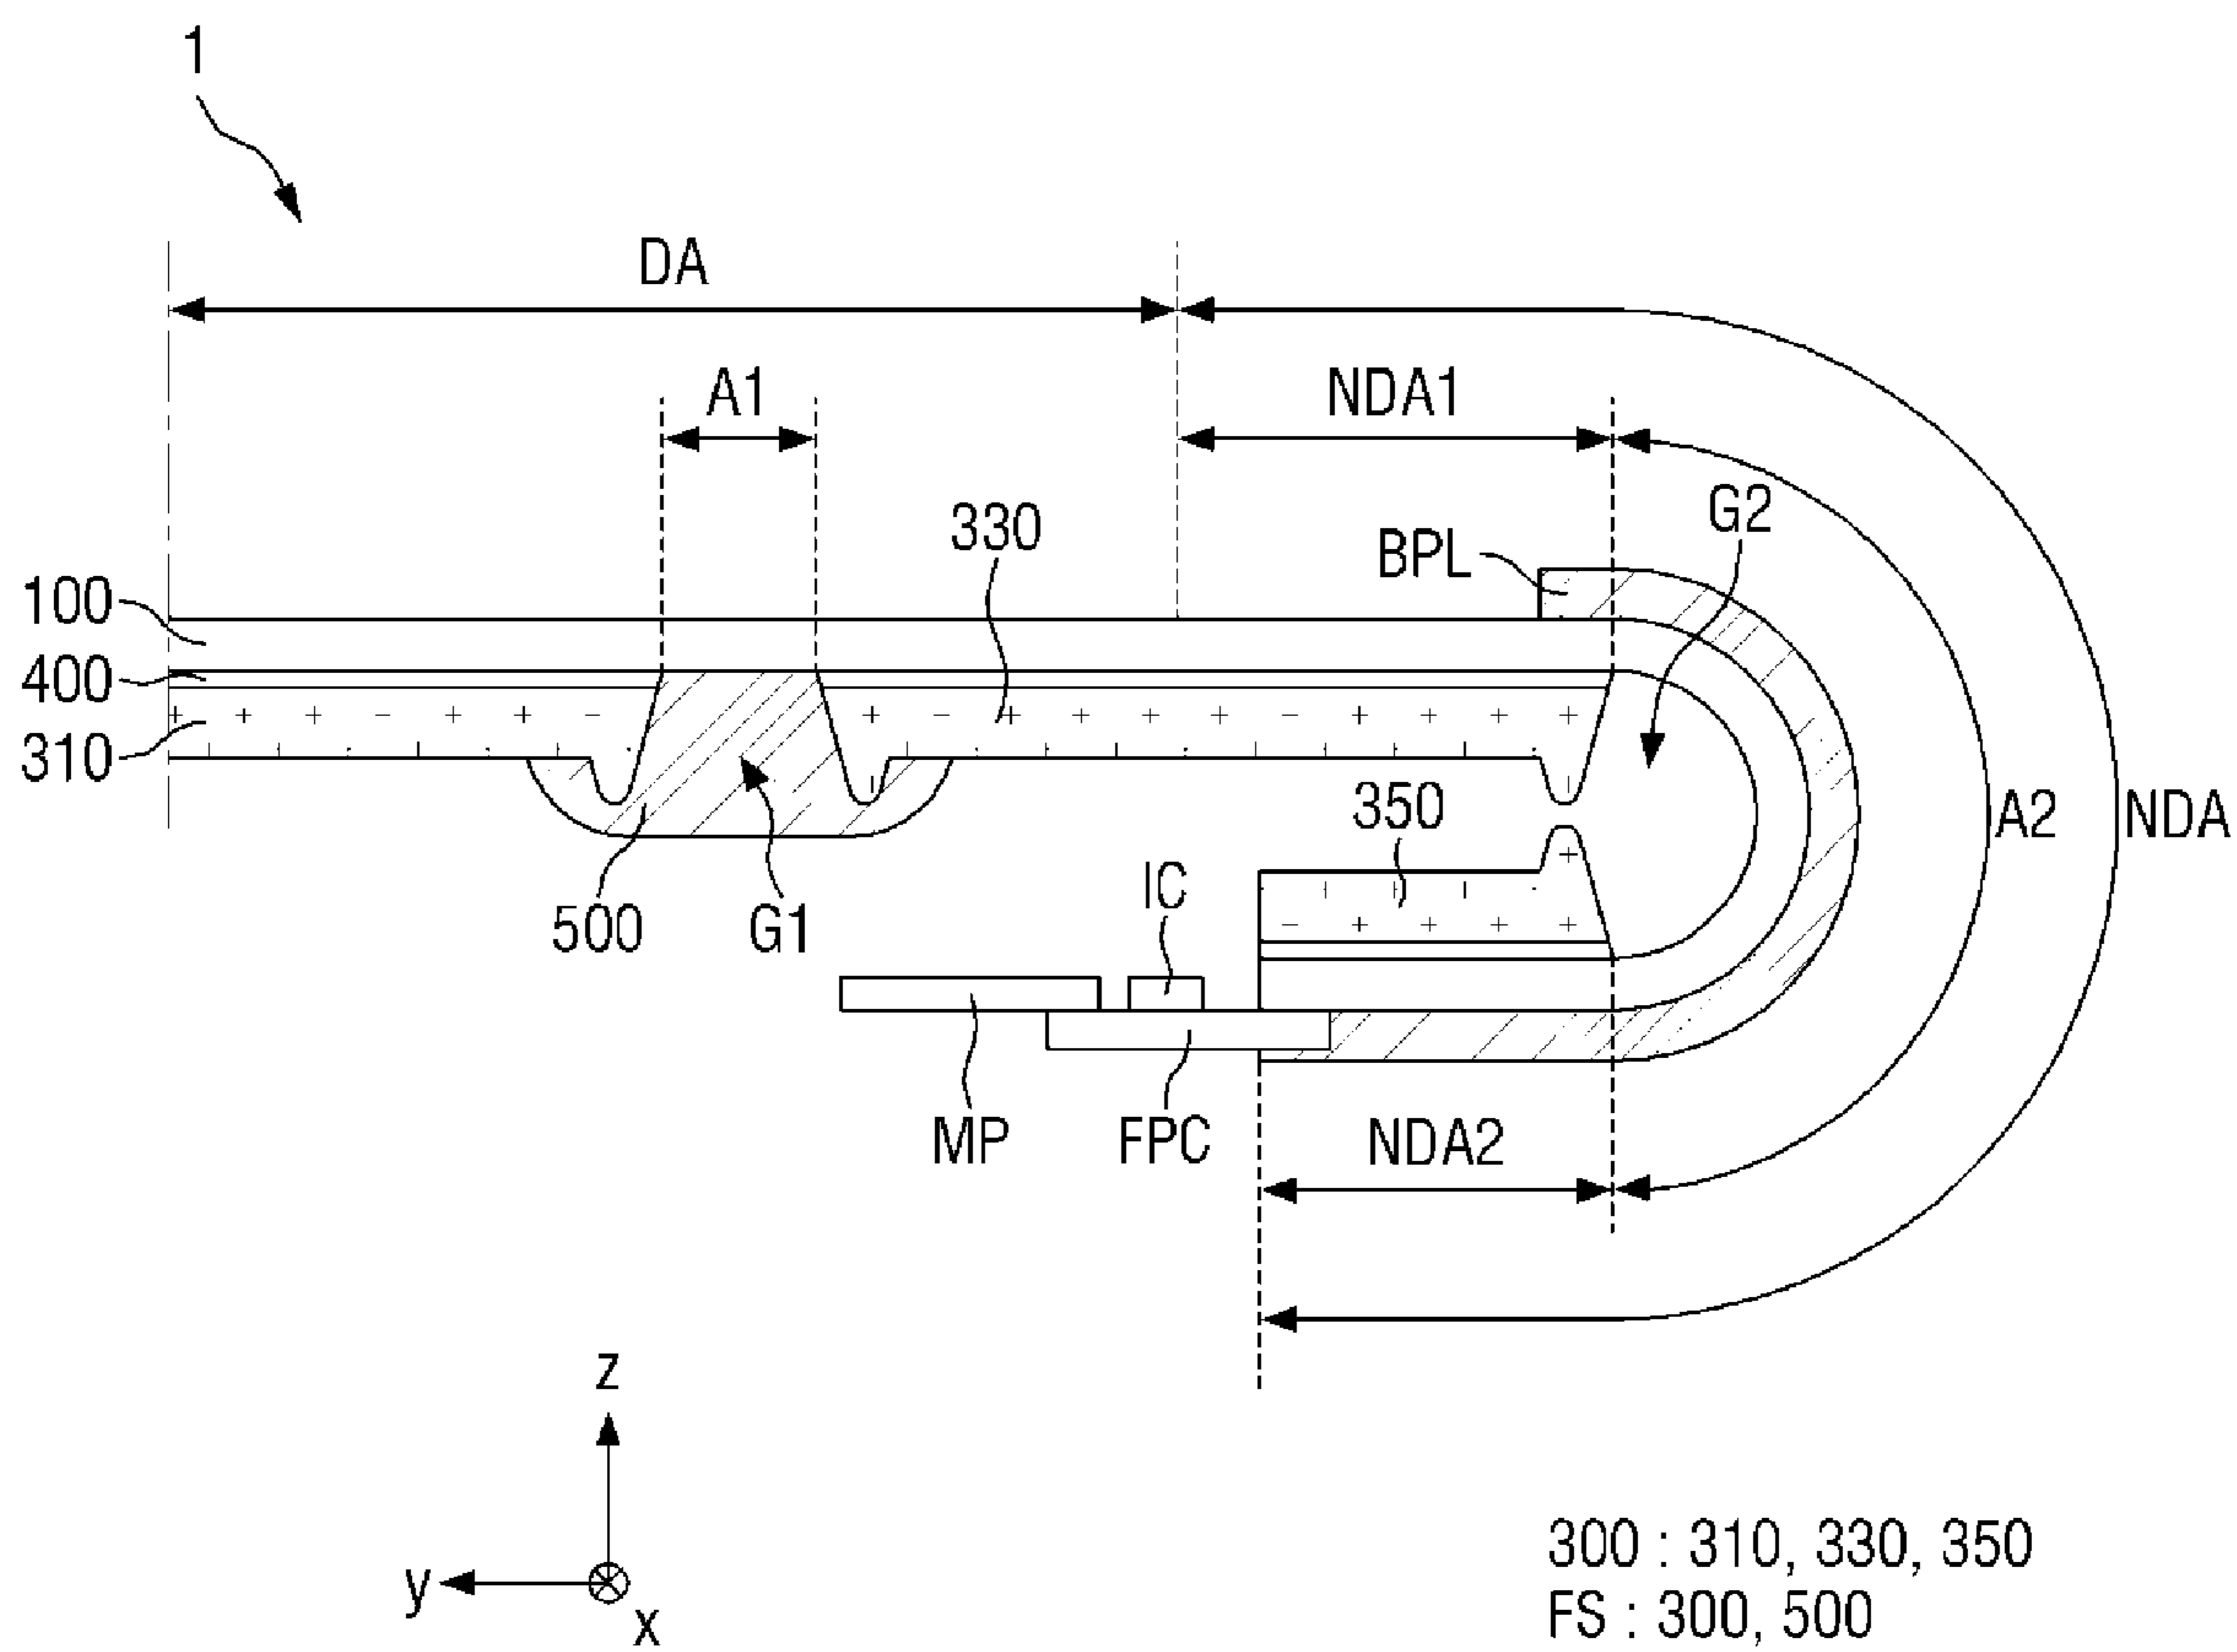 1
DA
A1
NDA1
G2
330
BPL
100
400
310
350
A2
NDA
IC
500
G1
MP
FPC
NDA2
z
y
x
300 : 310, 330, 350
FS : 300, 500